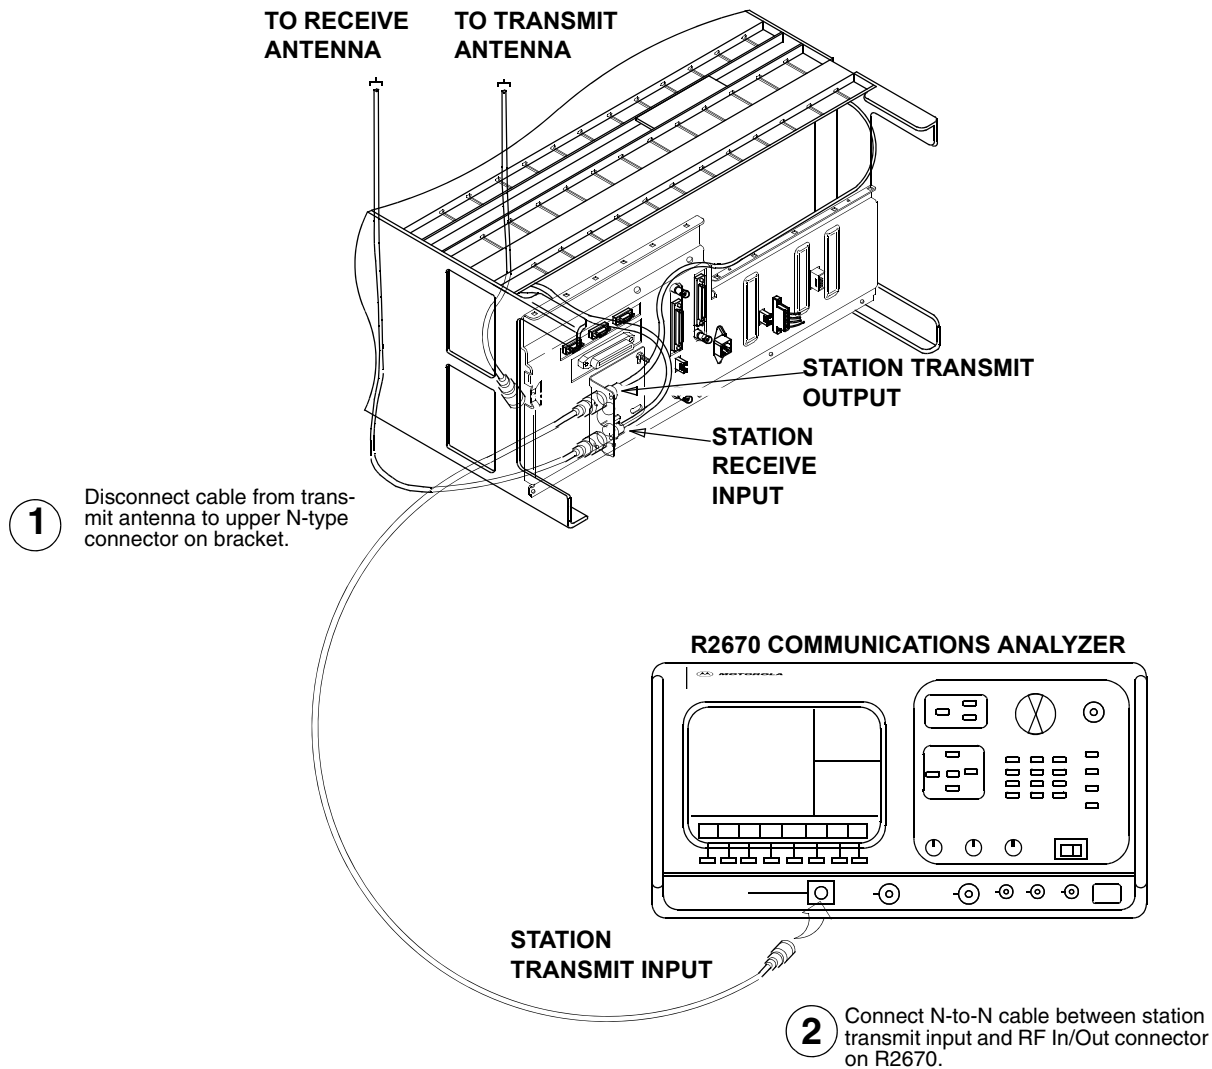 TO RECEIVE
ANTENNA
TO TRANSMIT
ANTENNA
STATION TRANSMIT
OUTPUT
STATION
RECEIVE
INPUT
1
Disconnect cable from trans-
mit antenna to upper N-type
connector on bracket.
R2670 COMMUNICATIONS ANALYZER
MOTOROLA
STATION
TRANSMIT INPUT
2
Connect N-to-N cable between station
transmit input and RF In/Out connector
on R2670.